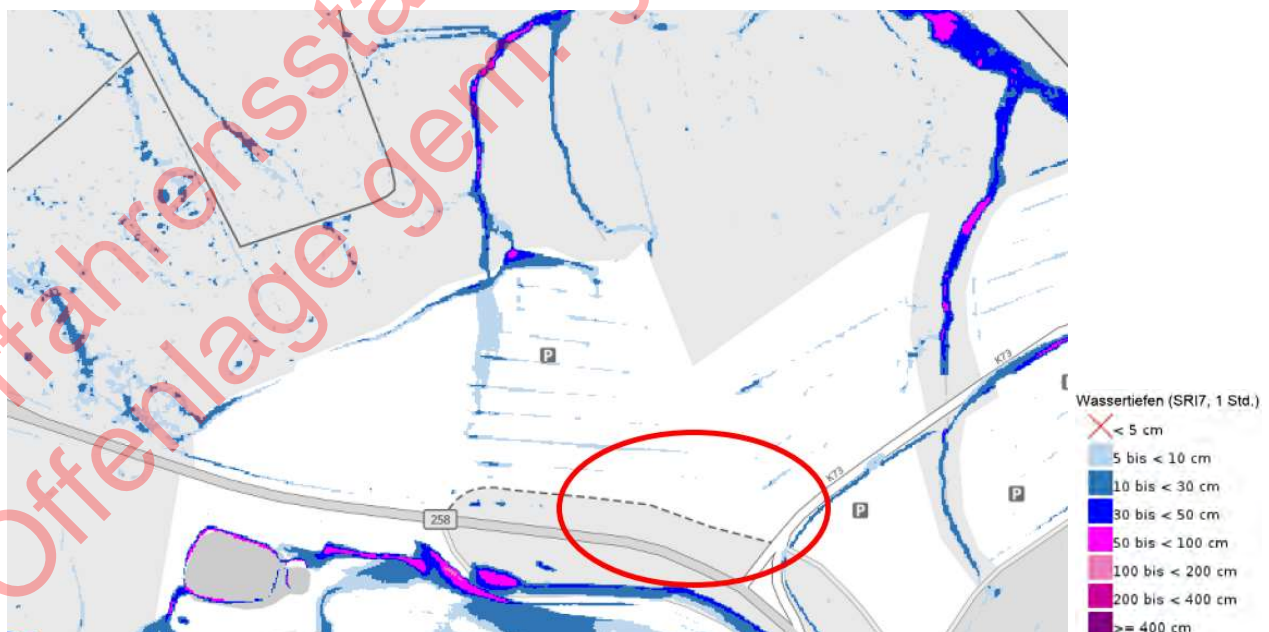 fahrenssta
Offenlage gem. §
P
K73
K73
258
P
P
Wassertiefen (SRI7, 1 Std.)
< 5 cm
5 bis < 10 cm
10 bis < 30 cm
30 bis < 50 cm
50 bis < 100 cm
100 bis < 200 cm
200 bis < 400 cm
>= 400 cm